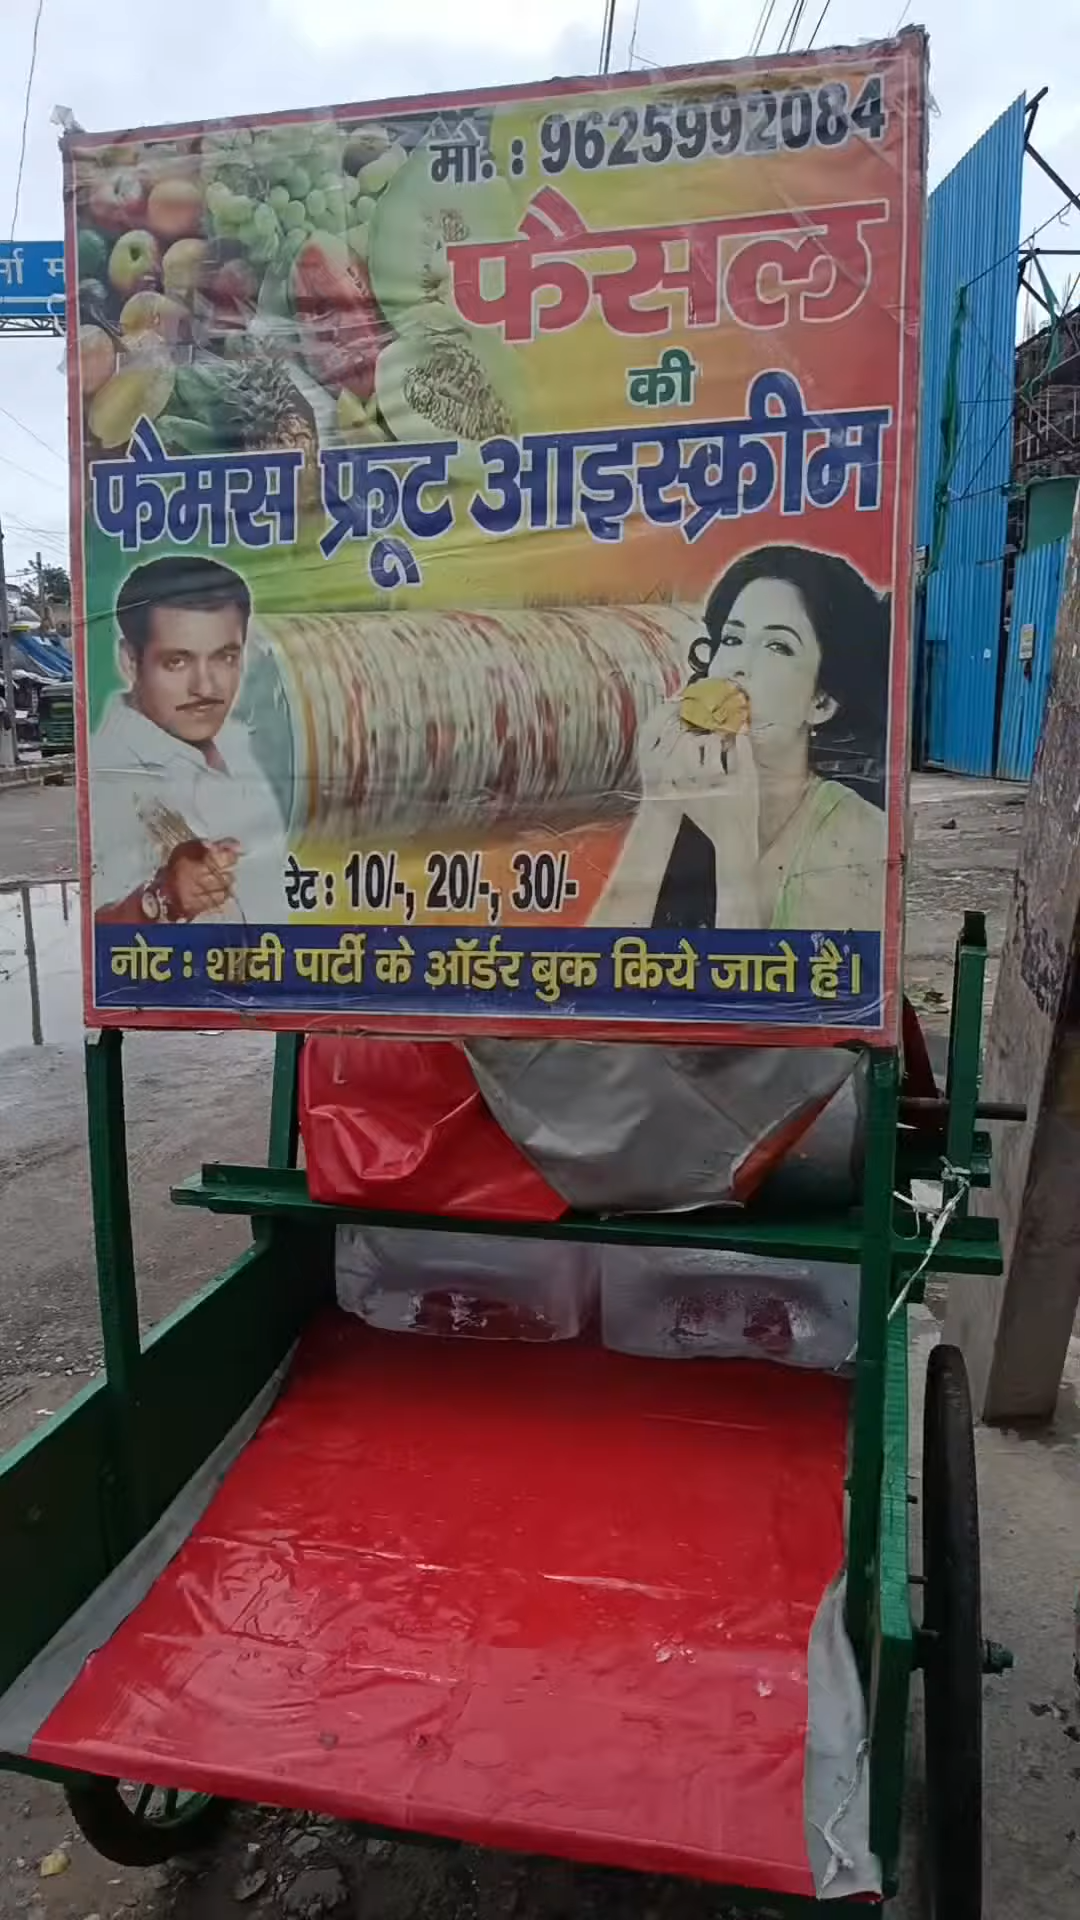 मो. : 9625992084
फैसल
की
फैमस फ्रूट आइस्क्रीम
रेट : 10/-, 20/-, 30/-
नोट : शादी पार्टी के ऑर्डर बुक किये जाते है।